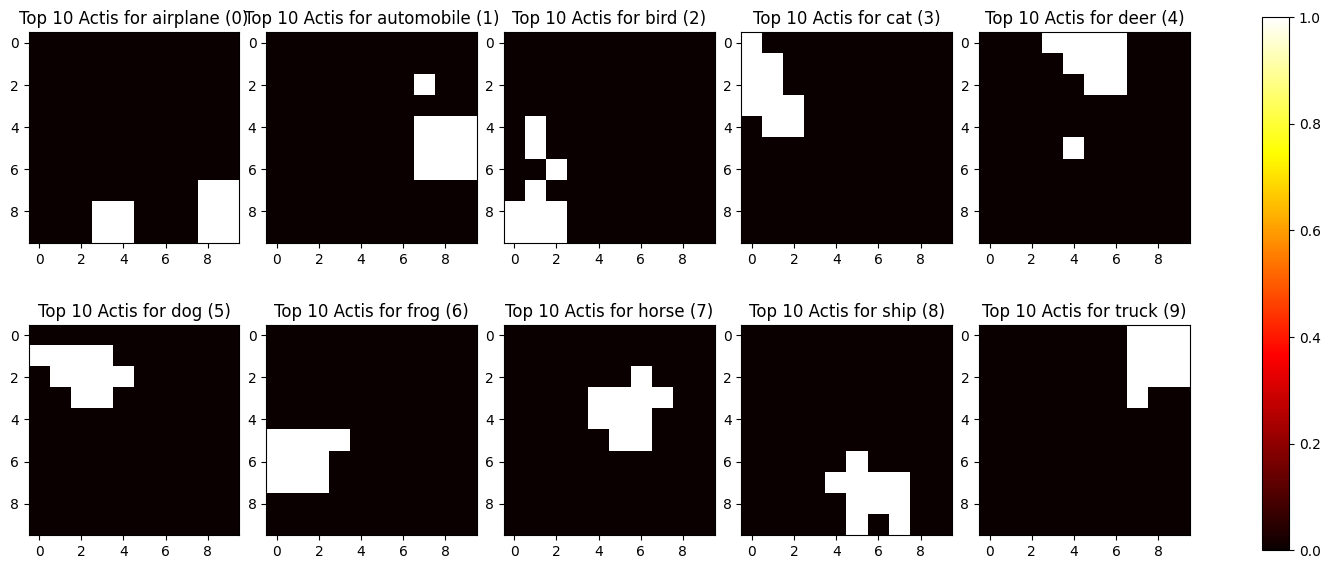 Top 10 Actis for airplane (0)
Top 10 Actis for automobile (1)
Top 10 Actis for bird (2)
Top 10 Actis for cat (3)
Top 10 Actis for deer (4)
0
2
4
6
8
0 2 4 6 8
0
2
4
6
8
0 2 4 6 8
0
2
4
6
8
0 2 4 6 8
0
2
4
6
8
0 2 4 6 8
0
2
4
6
8
0 2 4 6 8
Top 10 Actis for dog (5)
Top 10 Actis for frog (6)
Top 10 Actis for horse (7)
Top 10 Actis for ship (8)
Top 10 Actis for truck (9)
0
2
4
6
8
0 2 4 6 8
0
2
4
6
8
0 2 4 6 8
0
2
4
6
8
0 2 4 6 8
0
2
4
6
8
0 2 4 6 8
0
2
4
6
8
0 2 4 6 8
1.0
0.8
0.6
0.4
0.2
0.0